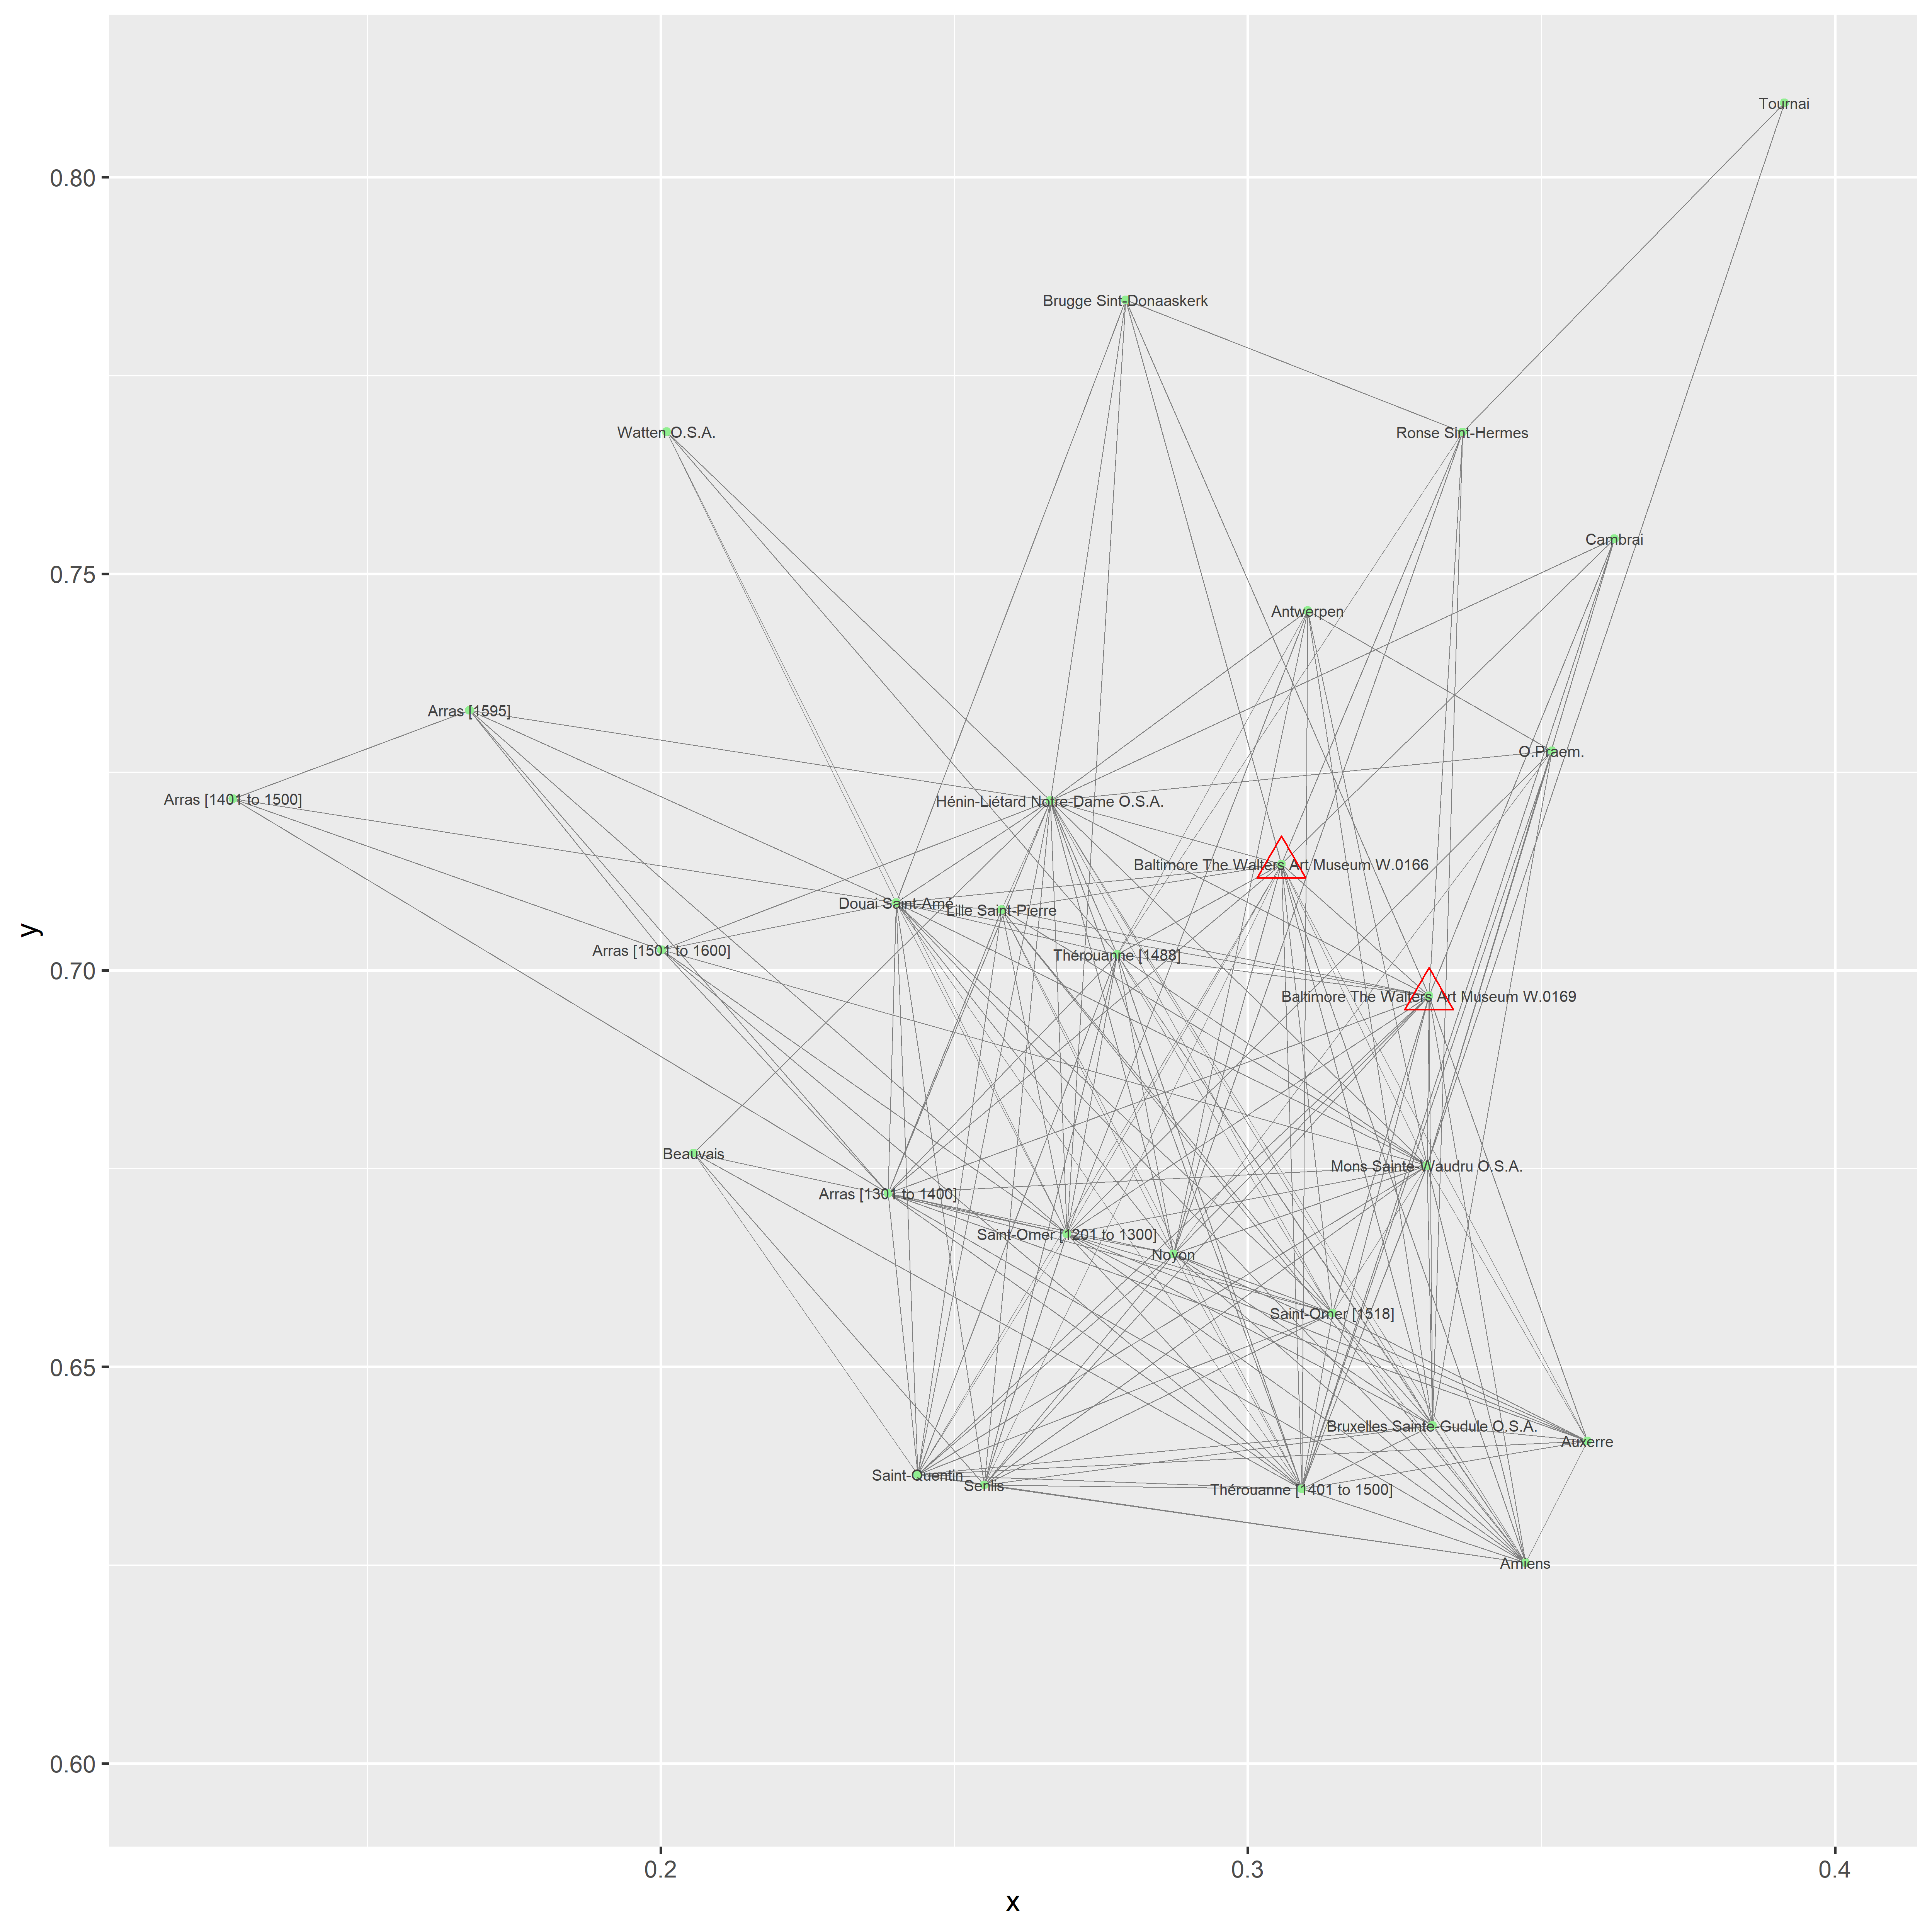 Tournai
0.80
Brugge Sint-Donaaskerk
Watten O.S.A.
Ronse Sint-Hermes
Cambrai
0.75
Antwerpen
Arras [1595]
O.Praem.
Arras [1401 to 1500]
Hénin-Liétard Notre-Dame O.S.A.
Baltimore The Walters Art Museum W.0166
Douai Saint-Amé
Lille Saint-Pierre
y
Arras [1501 to 1600]
Thérouanne [1488]
0.70
Baltimore The Walters Art Museum W.0169
Beauvais
Mons Sainte-Waudru O.S.A.
Arras [1301 to 1400]
Saint-Omer [1201 to 1300]
Noyon
Saint-Omer [1518]
0.65
Bruxelles Sainte-Gudule O.S.A.
Auxerre
Saint-Quentin
Senlis
Thérouanne [1401 to 1500]
Amiens
0.60
0.2
0.3
0.4
x